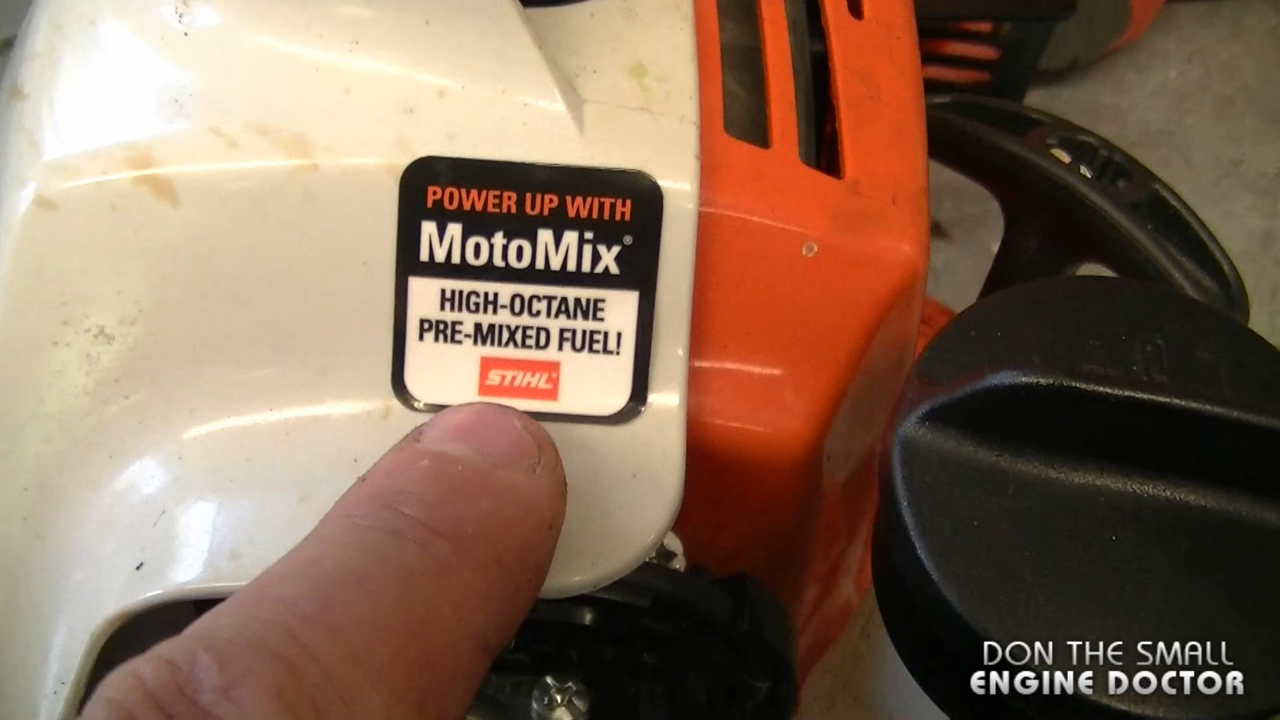 POWER UP WITH
MotoMix®
HIGH-OCTANE
PRE-MIXED FUEL!
STIHL®
DON THE SMALL
ENGINE DOCTOR